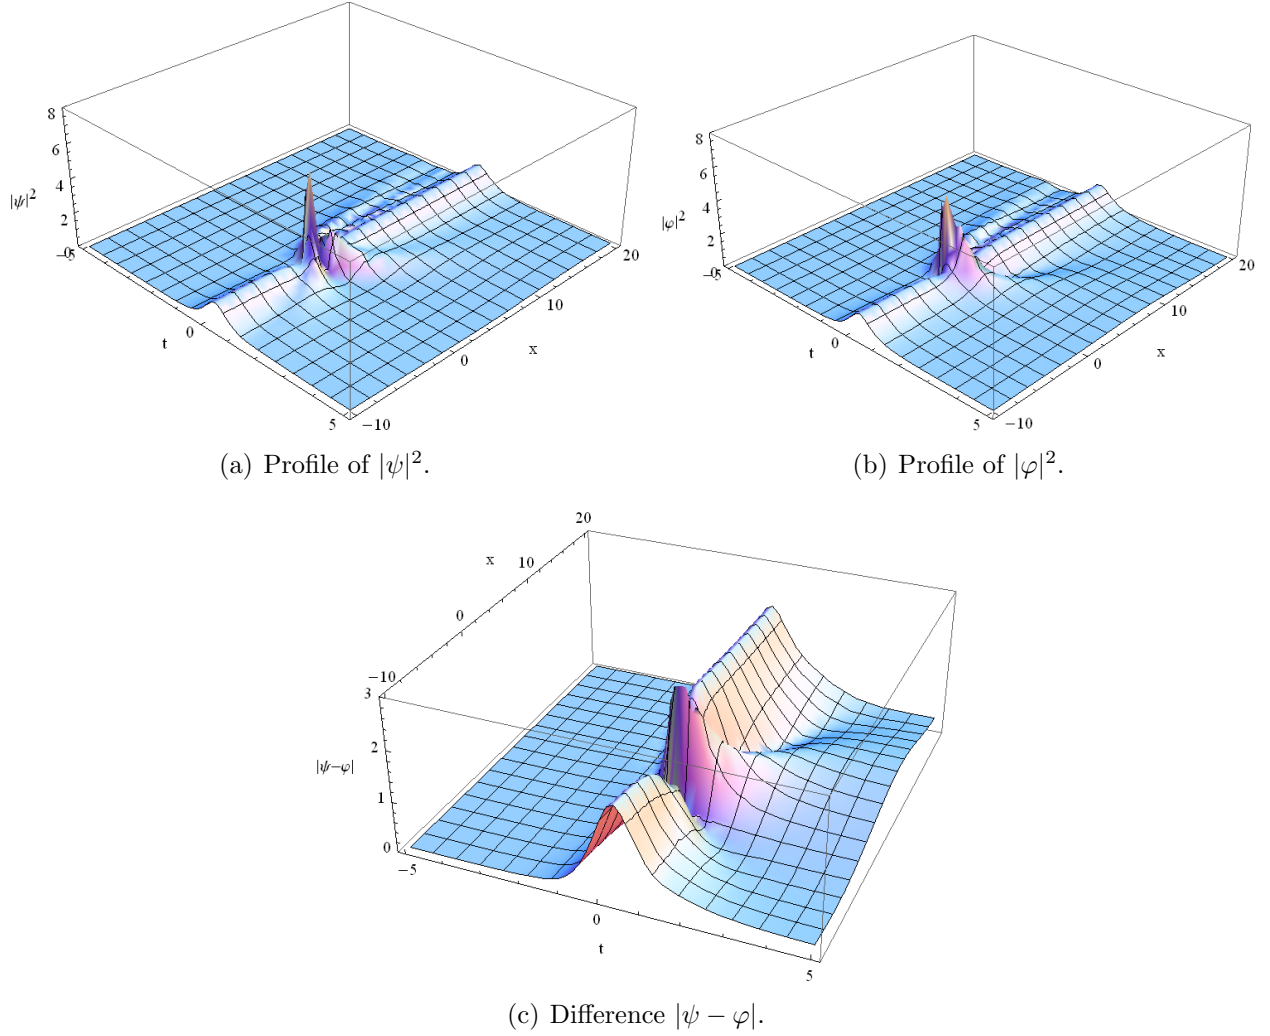 8
6
4
|ψ|²
2
0
−5
0
t
5
−10
0
x
10
20
(a) Profile of |ψ|².
8
6
4
|φ|²
2
0
−5
0
t
5
−10
0
x
10
20
(b) Profile of |φ|².
20
x 10
0
−10
3
2
|ψ−φ|
1
0
−5
0
t
5
(c) Difference |ψ − φ|.